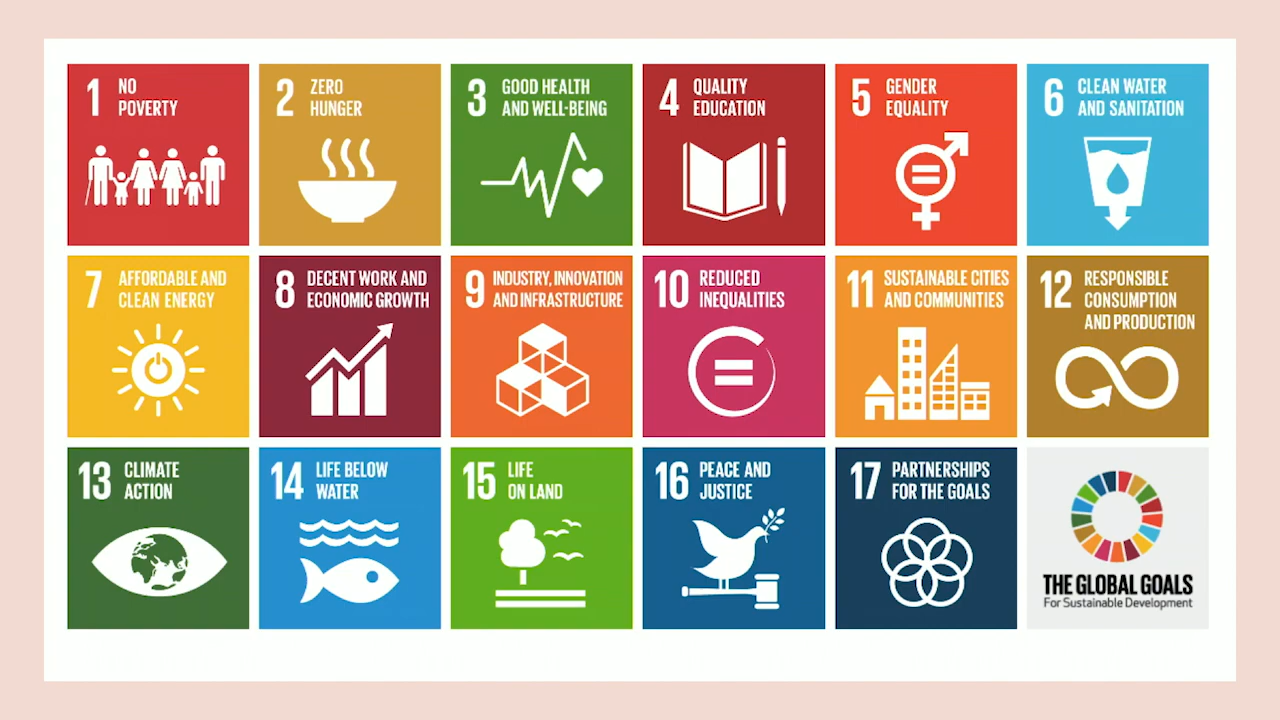 1 NO
POVERTY
2 ZERO
HUNGER
3 GOOD HEALTH
AND WELL-BEING
4 QUALITY
EDUCATION
5 GENDER
EQUALITY
6 CLEAN WATER
AND SANITATION
7 AFFORDABLE AND
CLEAN ENERGY
8 DECENT WORK AND
ECONOMIC GROWTH
9 INDUSTRY, INNOVATION
AND INFRASTRUCTURE
10 REDUCED
INEQUALITIES
11 SUSTAINABLE CITIES
AND COMMUNITIES
12 RESPONSIBLE
CONSUMPTION
AND PRODUCTION
13 CLIMATE
ACTION
14 LIFE BELOW
WATER
15 LIFE
ON LAND
16 PEACE AND
JUSTICE
17 PARTNERSHIPS
FOR THE GOALS
THE GLOBAL GOALS
For Sustainable Development